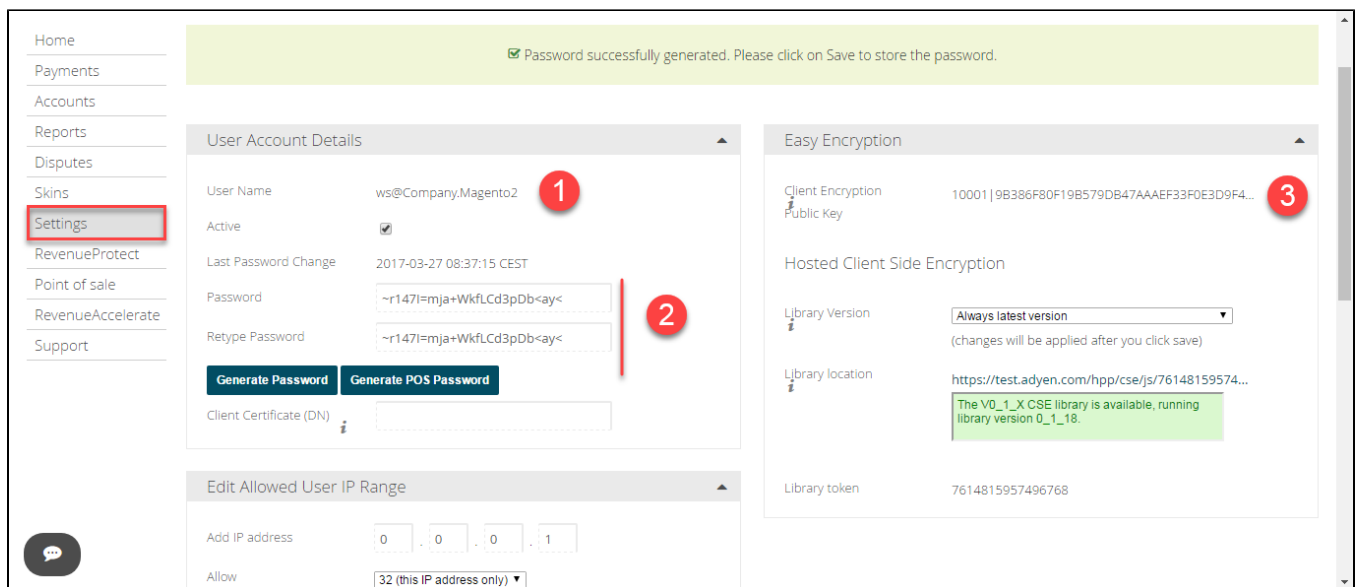 Home
Payments
Accounts
Reports
Disputes
Skins
Settings
RevenueProtect
Point of sale
RevenueAccelerate
Support
Password successfully generated. Please click on Save to store the password.
User Account Details
User Name ws@Company.Magento2 1
Active
Last Password Change 2017-03-27 08:37:15 CEST
Password ~r147I=mja+WkfLCd3pDb<ay<
Retype Password ~r147I=mja+WkfLCd3pDb<ay<
2
Generate Password Generate POS Password
Client Certificate (DN) i
Edit Allowed User IP Range
Add IP address 0 . 0 . 0 . 1
Allow 32 (this IP address only)
Easy Encryption
Client Encryption 10001|9B386F80F19B579DB47AAAEF33F0E3D9F4... 3
i Public Key
Hosted Client Side Encryption
Library Version Always latest version
i (changes will be applied after you click save)
Library location https://test.adyen.com/hpp/cse/js/76148159574...
i The V0_1_X CSE library is available, running
library version 0_1_18.
Library token 7614815957496768